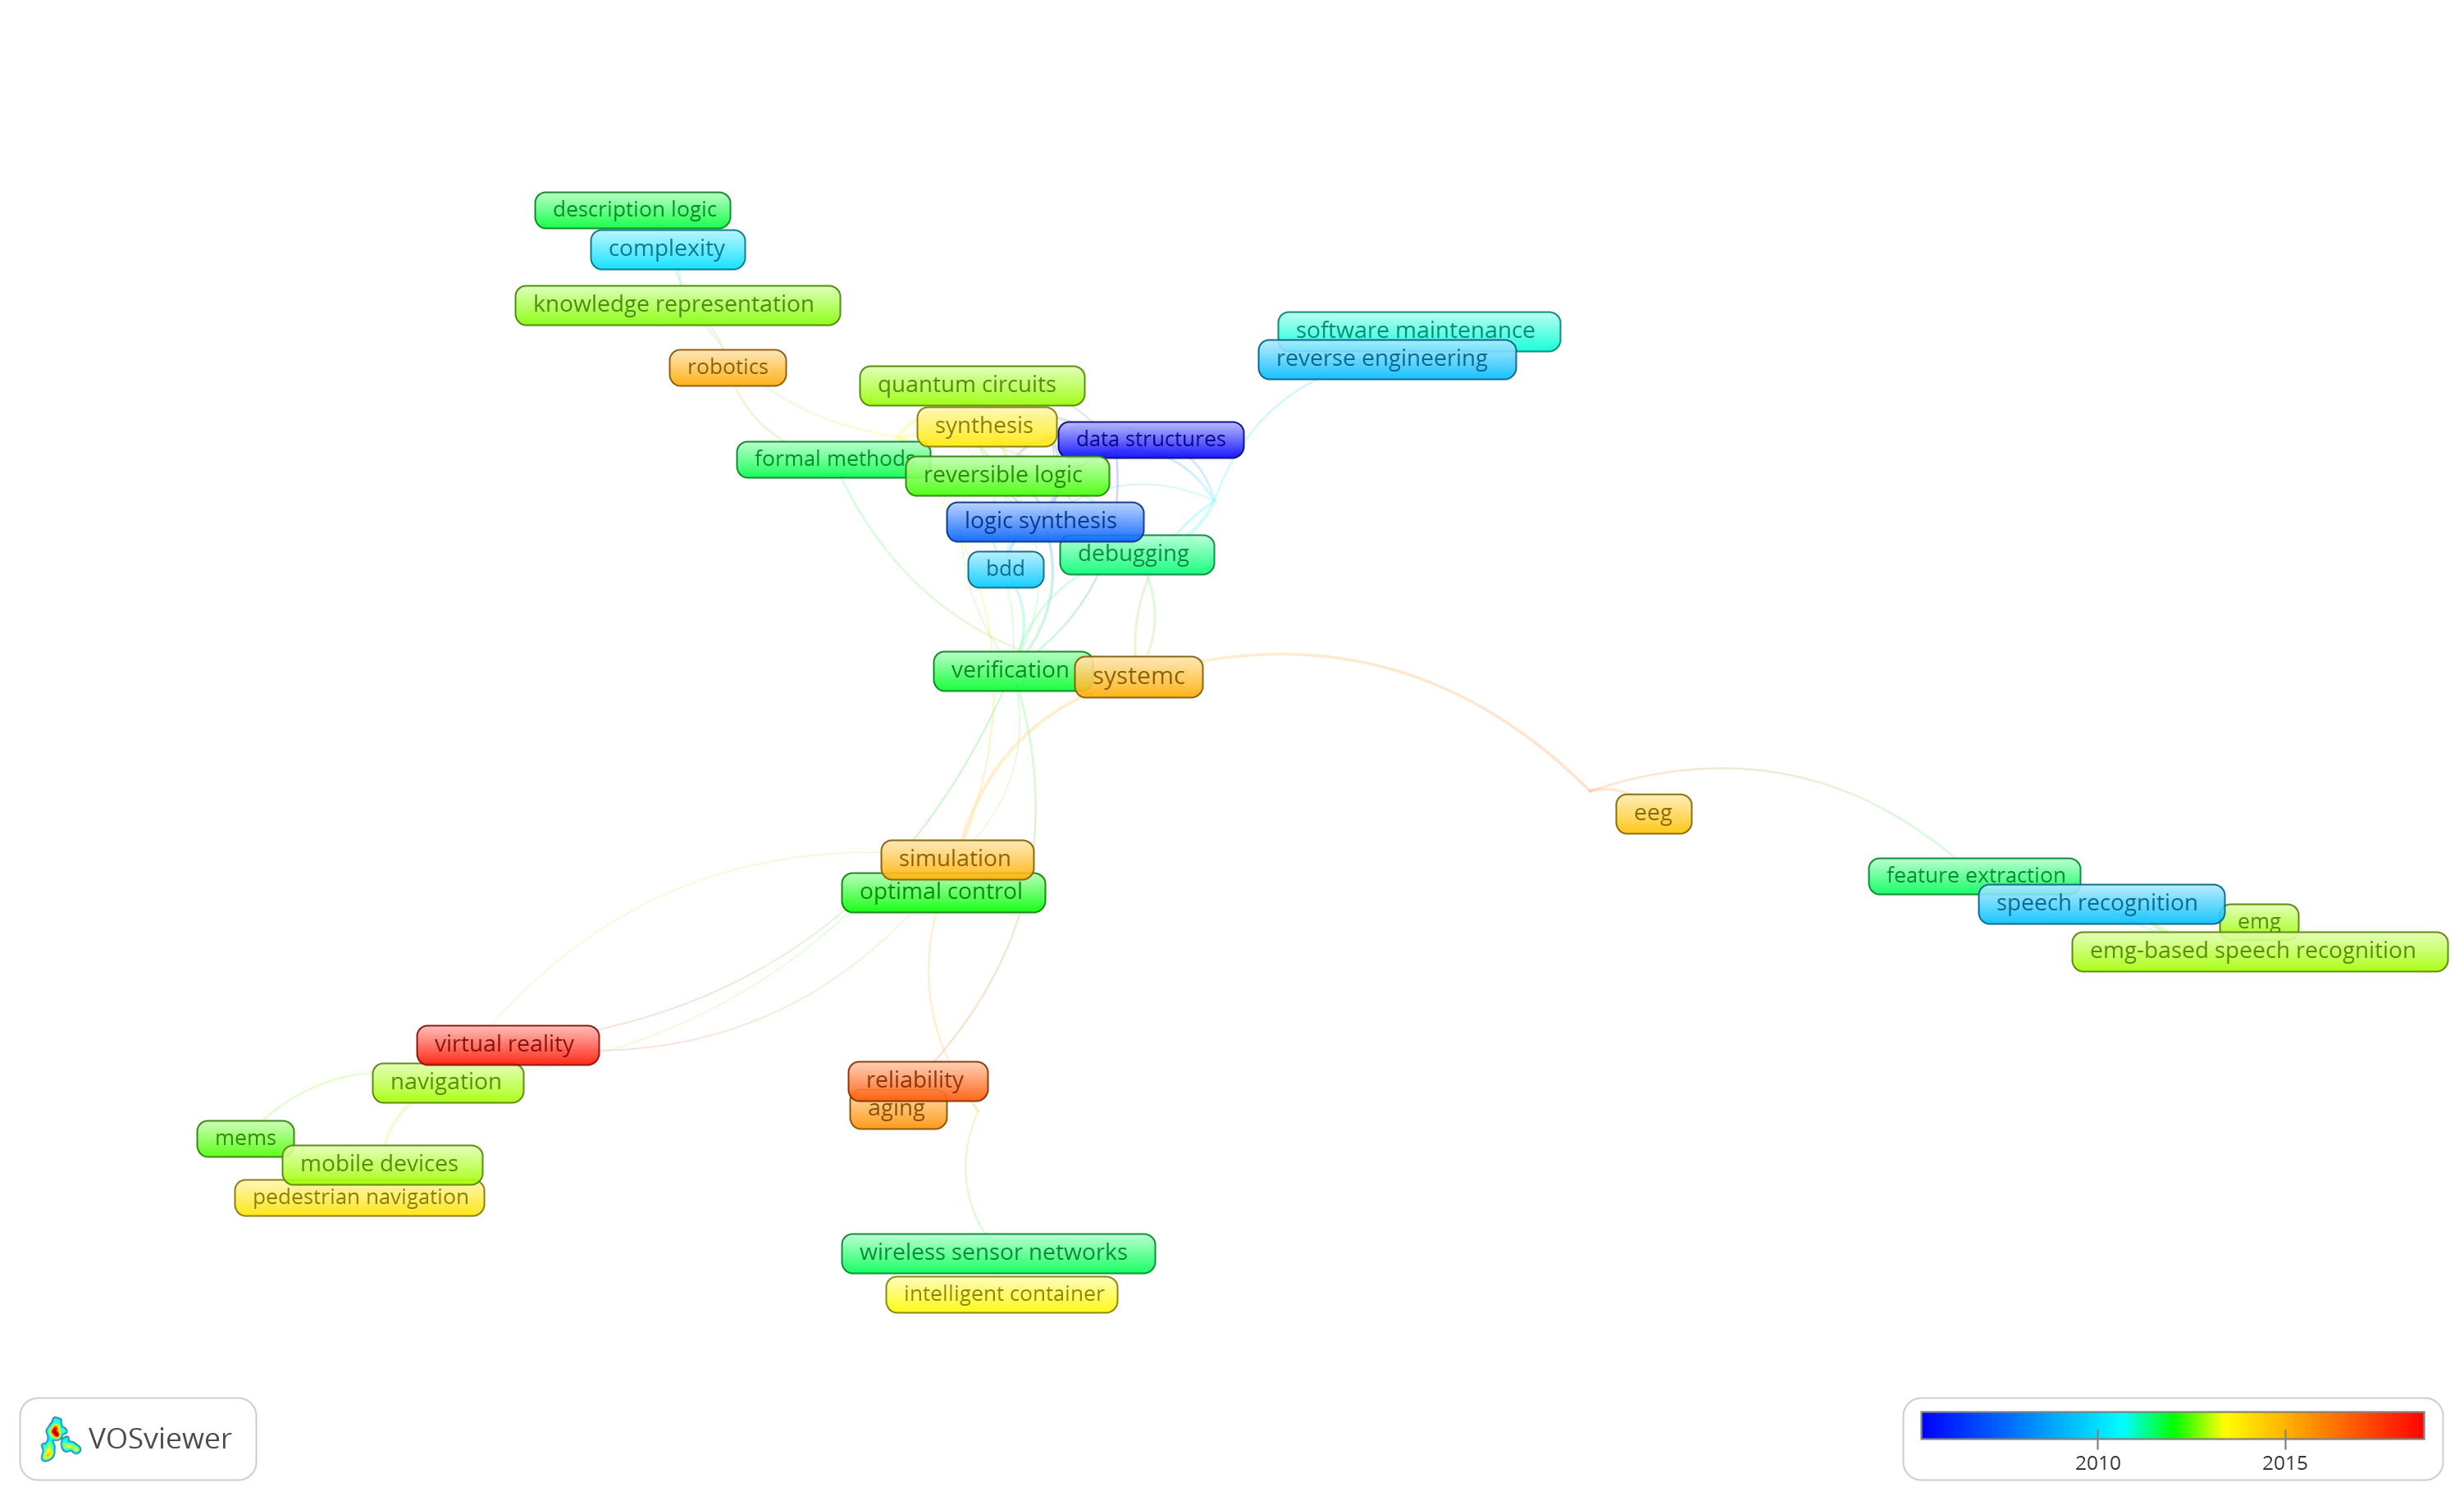 description logic
complexity
knowledge representation
software maintenance
reverse engineering
robotics
quantum circuits
synthesis
data structures
formal methods
reversible logic
logic synthesis
debugging
bdd
verification
systemc
eeg
simulation
optimal control
feature extraction
speech recognition
emg
emg-based speech recognition
virtual reality
navigation
reliability
aging
mems
mobile devices
pedestrian navigation
wireless sensor networks
intelligent container
VOSviewer
2010
2015